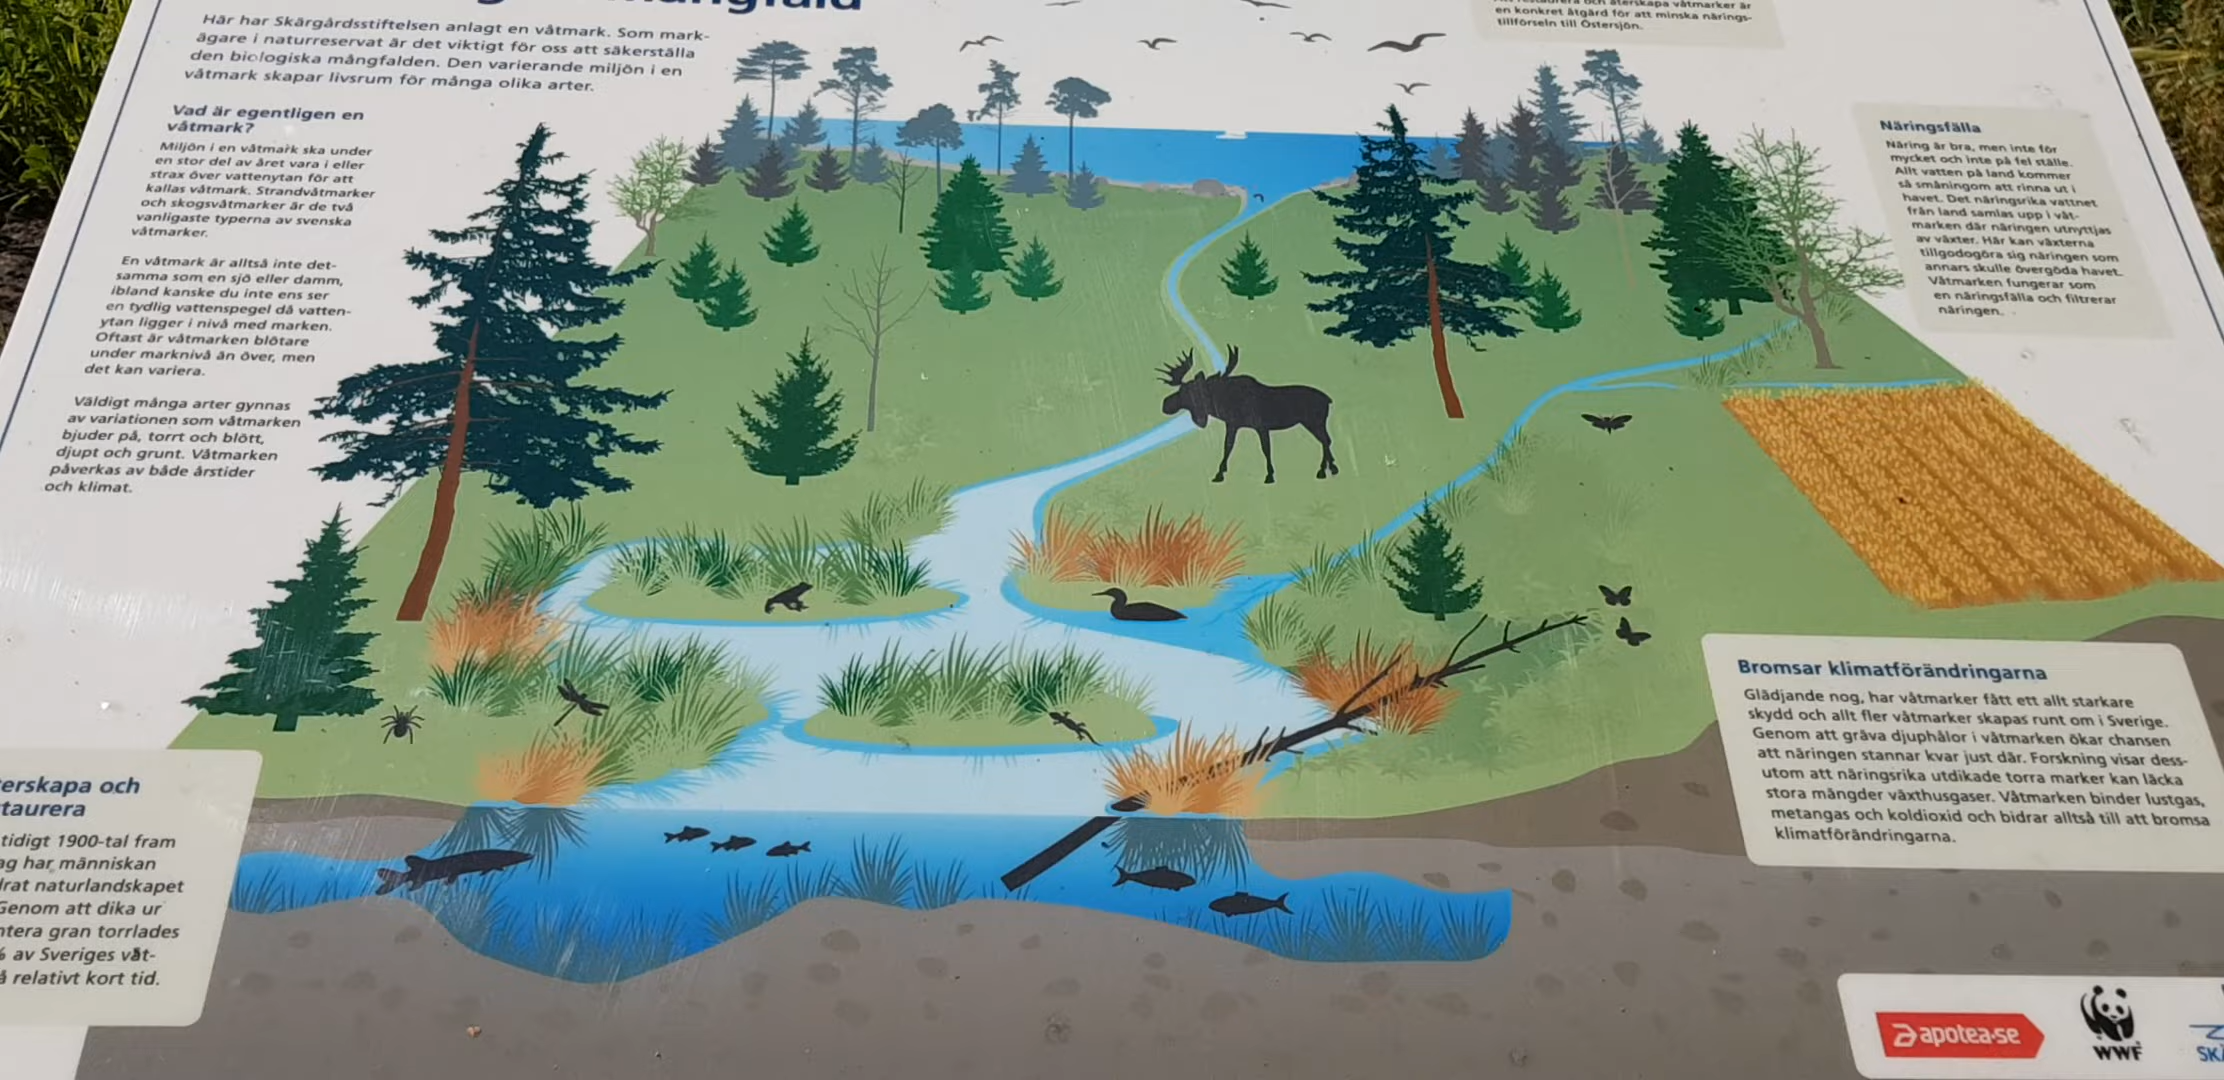 Här har Skärgårdsstiftelsen anlagt en våtmark. Som mark-
ägare i naturreservat är det viktigt för oss att säkerställa
den biologiska mångfalden. Den varierande miljön i en
våtmark skapar livsrum för många olika arter.
Vad är egentligen en
våtmark?
Miljön i en våtmark ska under
en stor del av året vara i eller
strax över vattenytan för att
kallas våtmark. Strandvåtmarker
och skogsvåtmarker är de två
vanligaste typerna av svenska
våtmarker.
En våtmark är alltså inte det-
samma som en sjö eller damm,
ibland kanske du inte ens ser
en tydlig vattenspegel då vatten-
ytan ligger i nivå med marken.
Oftast är våtmarken blötare
under marknivå än över, men
det kan variera.
Väldigt många arter gynnas
av variationen som våtmarken
bjuder på, torrt och blött,
djupt och grunt. Våtmarken
påverkas av både årstider
och klimat.
erskapa och
taurera
tidigt 1900-tal fram
ag har människan
drat naturlandskapet
Genom att dika ur
ntera gran torrlades
% av Sveriges våt-
å relativt kort tid.
återskapa våtmarker är
en konkret åtgärd för att minska närings-
tillförseln till Östersjön.
Näringsfälla
Näring är bra, men inte för
mycket och inte på fel ställe.
Allt vatten på land kommer
så småningom att rinna ut i
havet. Det näringsrika vattnet
från land samlas upp i våt-
marken där näringen utnyttjas
av växter. Här kan växterna
tillgodogöra sig näringen som
annars skulle övergöda havet.
Våtmarken fungerar som
en näringsfälla och filtrerar
näringen.
Bromsar klimatförändringarna
Glädjande nog, har våtmarker fått ett allt starkare
skydd och allt fler våtmarker skapas runt om i Sverige.
Genom att gräva djuphålor i våtmarken ökar chansen
att näringen stannar kvar just där. Forskning visar dess-
utom att näringsrika utdikade torra marker kan läcka
stora mängder växthusgaser. Våtmarken binder lustgas,
metangas och koldioxid och bidrar alltså till att bromsa
klimatförändringarna.
apotea.se
WWF
SKÄ